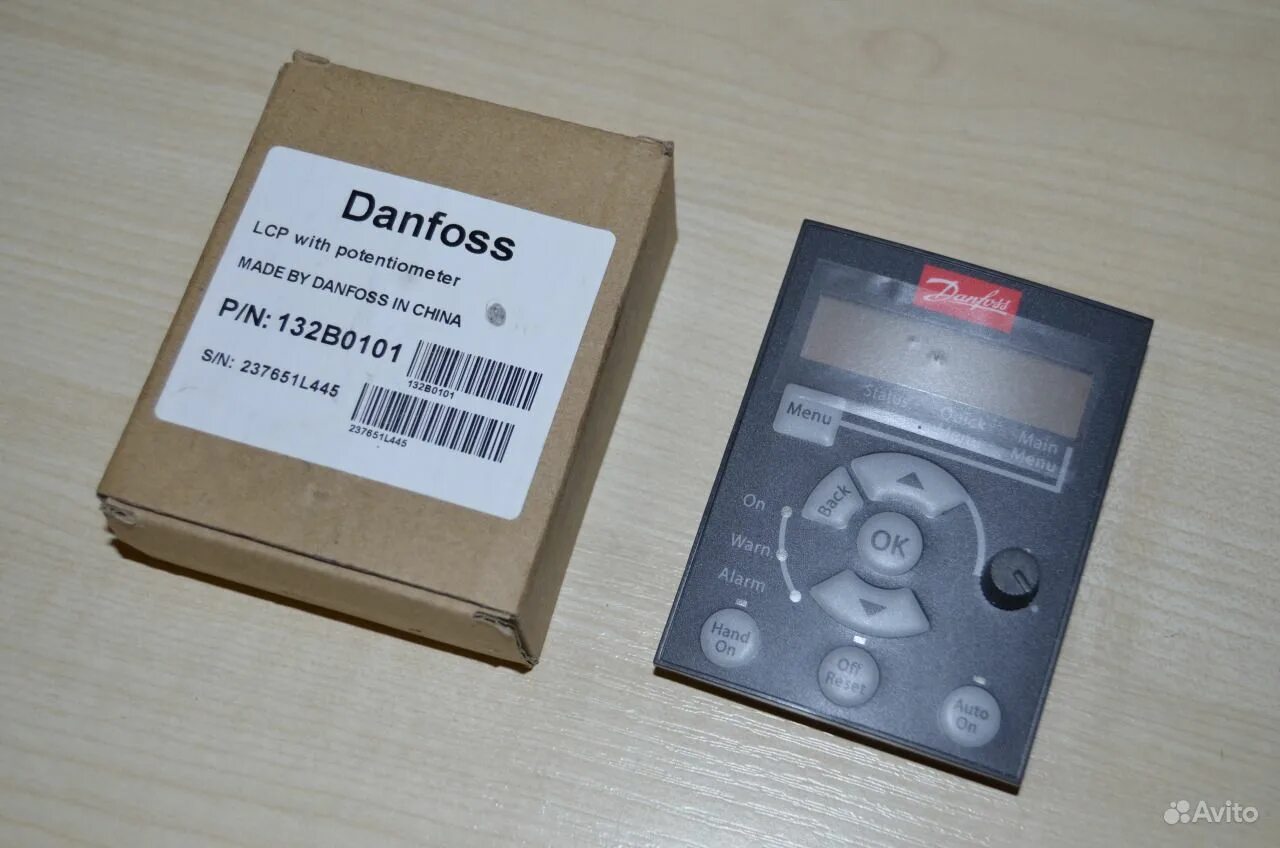 Danfoss
LCP with potentiometer
MADE BY DANFOSS IN CHINA
P/N: 132B0101
132B0101
S/N: 237651L445
237651L445
Danfoss
Status
Quick
Menu
Main
Menu
Menu
Back
OK
On
Warn.
Alarm
Hand
On
Off
Reset
Auto
On
Avito